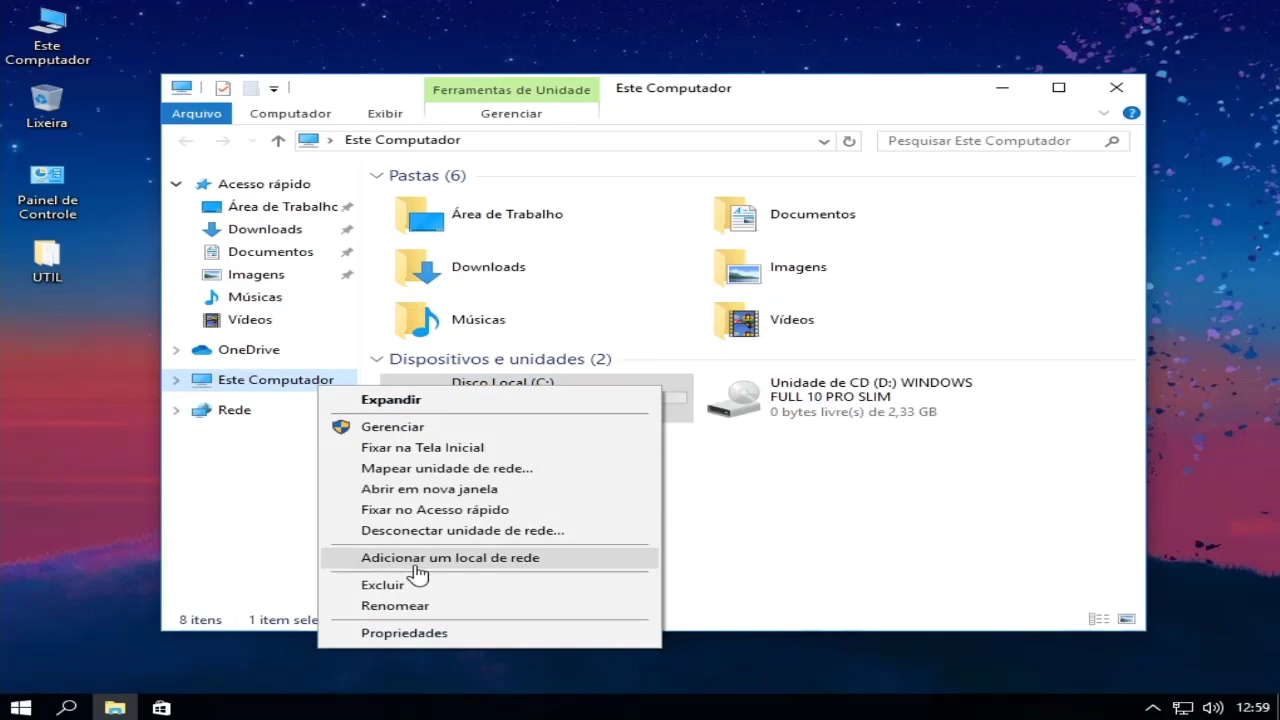 Este
Computador
Lixeira
Painel de
Controle
UTIL
Ferramentas de Unidade
Este Computador
Arquivo
Computador
Exibir
Gerenciar
?
Este Computador
Pesquisar Este Computador
Acesso rápido
Área de Trabalhc
Downloads
Documentos
Imagens
Músicas
Vídeos
OneDrive
Este Computador
Rede
Pastas (6)
Área de Trabalho
Documentos
Downloads
Imagens
Músicas
Vídeos
Dispositivos e unidades (2)
Disco Local (C:)
Unidade de CD (D:) WINDOWS
FULL 10 PRO SLIM
0 bytes livre(s) de 2,33 GB
Expandir
Gerenciar
Fixar na Tela Inicial
Mapear unidade de rede...
Abrir em nova janela
Fixar no Acesso rápido
Desconectar unidade de rede...
Adicionar um local de rede
Excluir
Renomear
Propriedades
8 itens
1 item sele
12:59